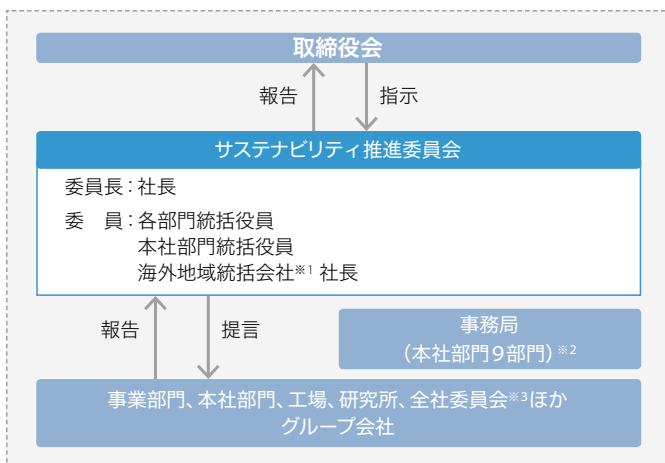 取締役会
報告
指示
サステナビリティ推進委員会
委員長：社長
委　員：各部門統括役員
本社部門統括役員
海外地域統括会社※1 社長
報告
提言
事務局
（本社部門9部門）※2
事業部門、本社部門、工場、研究所、全社委員会※3ほか
グループ会社